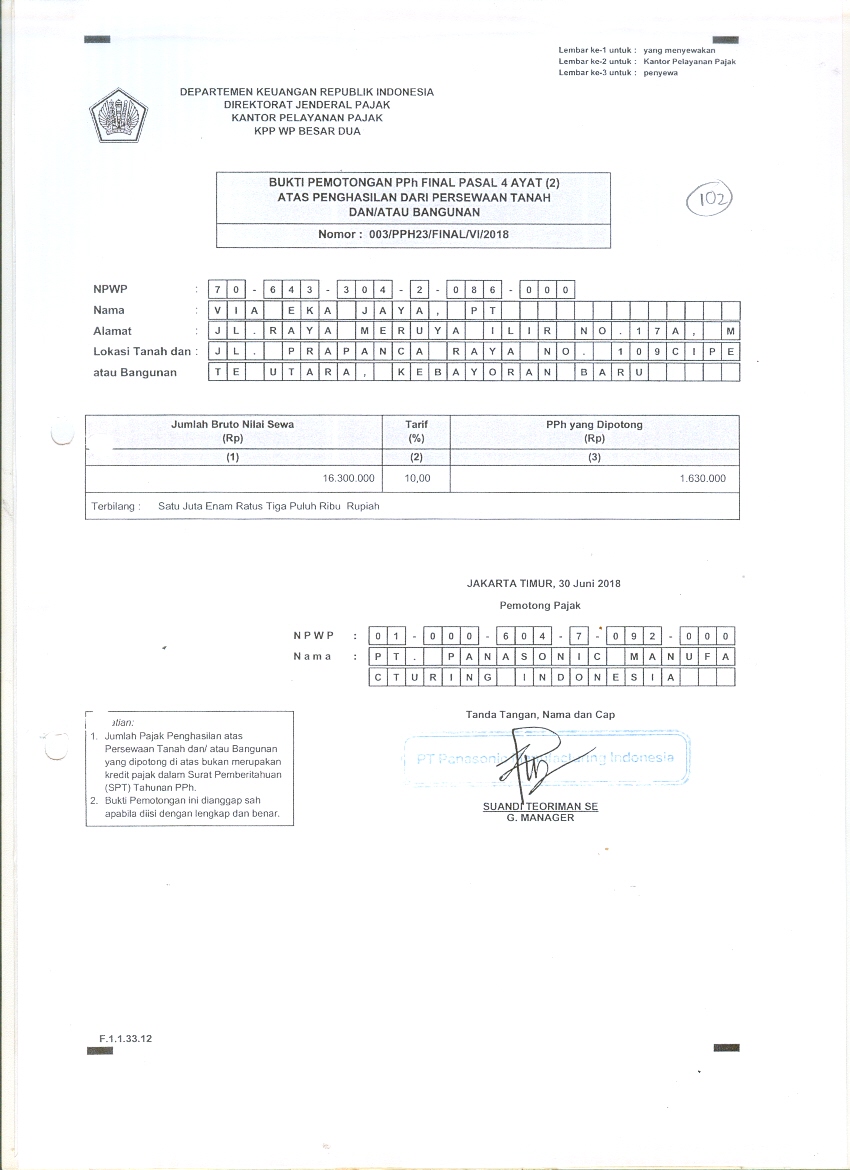 Lembar ke-1 untuk : yang menyewakan
Lembar ke-2 untuk : Kantor Pelayanan Pajak
Lembar ke-3 untuk : penyewa
DEPARTEMEN KEUANGAN REPUBLIK INDONESIA
DIREKTORAT JENDERAL PAJAK
KANTOR PELAYANAN PAJAK
KPP WP BESAR DUA
BUKTI PEMOTONGAN PPh FINAL PASAL 4 AYAT (2)
ATAS PENGHASILAN DARI PERSEWAAN TANAH
DAN/ATAU BANGUNAN
Nomor : 003/PPH23/FINAL/VI/2018
102
NPWP : 70-643-304-2-086-000
Nama : VIA EKA JAYA, PT
Alamat : JL.RAYA MERUYA ILIR NO.17A, M
Lokasi Tanah dan : JL. PRAPANCA RAYA NO. 109CIPE
atau Bangunan TE UTARA, KEBAYORAN BARU
Jumlah Bruto Nilai Sewa (Rp) Tarif (%) PPh yang Dipotong (Rp)
(1) (2) (3)
16.300.000 10,00 1.630.000
Terbilang : Satu Juta Enam Ratus Tiga Puluh Ribu Rupiah
JAKARTA TIMUR, 30 Juni 2018
Pemotong Pajak
NPWP : 01-000-604-7-092-000
Nama : PT. PANASONIC MANUFA
CTURING INDONESIA
Tanda Tangan, Nama dan Cap
PT Panasonic Manufacturing Indonesia
SUANDI TEORIMAN SE
G. MANAGER
1. Jumlah Pajak Penghasilan atas
Persewaan Tanah dan/ atau Bangunan
yang dipotong di atas bukan merupakan
kredit pajak dalam Surat Pemberitahuan
(SPT) Tahunan PPh.
2. Bukti Pemotongan ini dianggap sah
apabila diisi dengan lengkap dan benar.
F.1.1.33.12